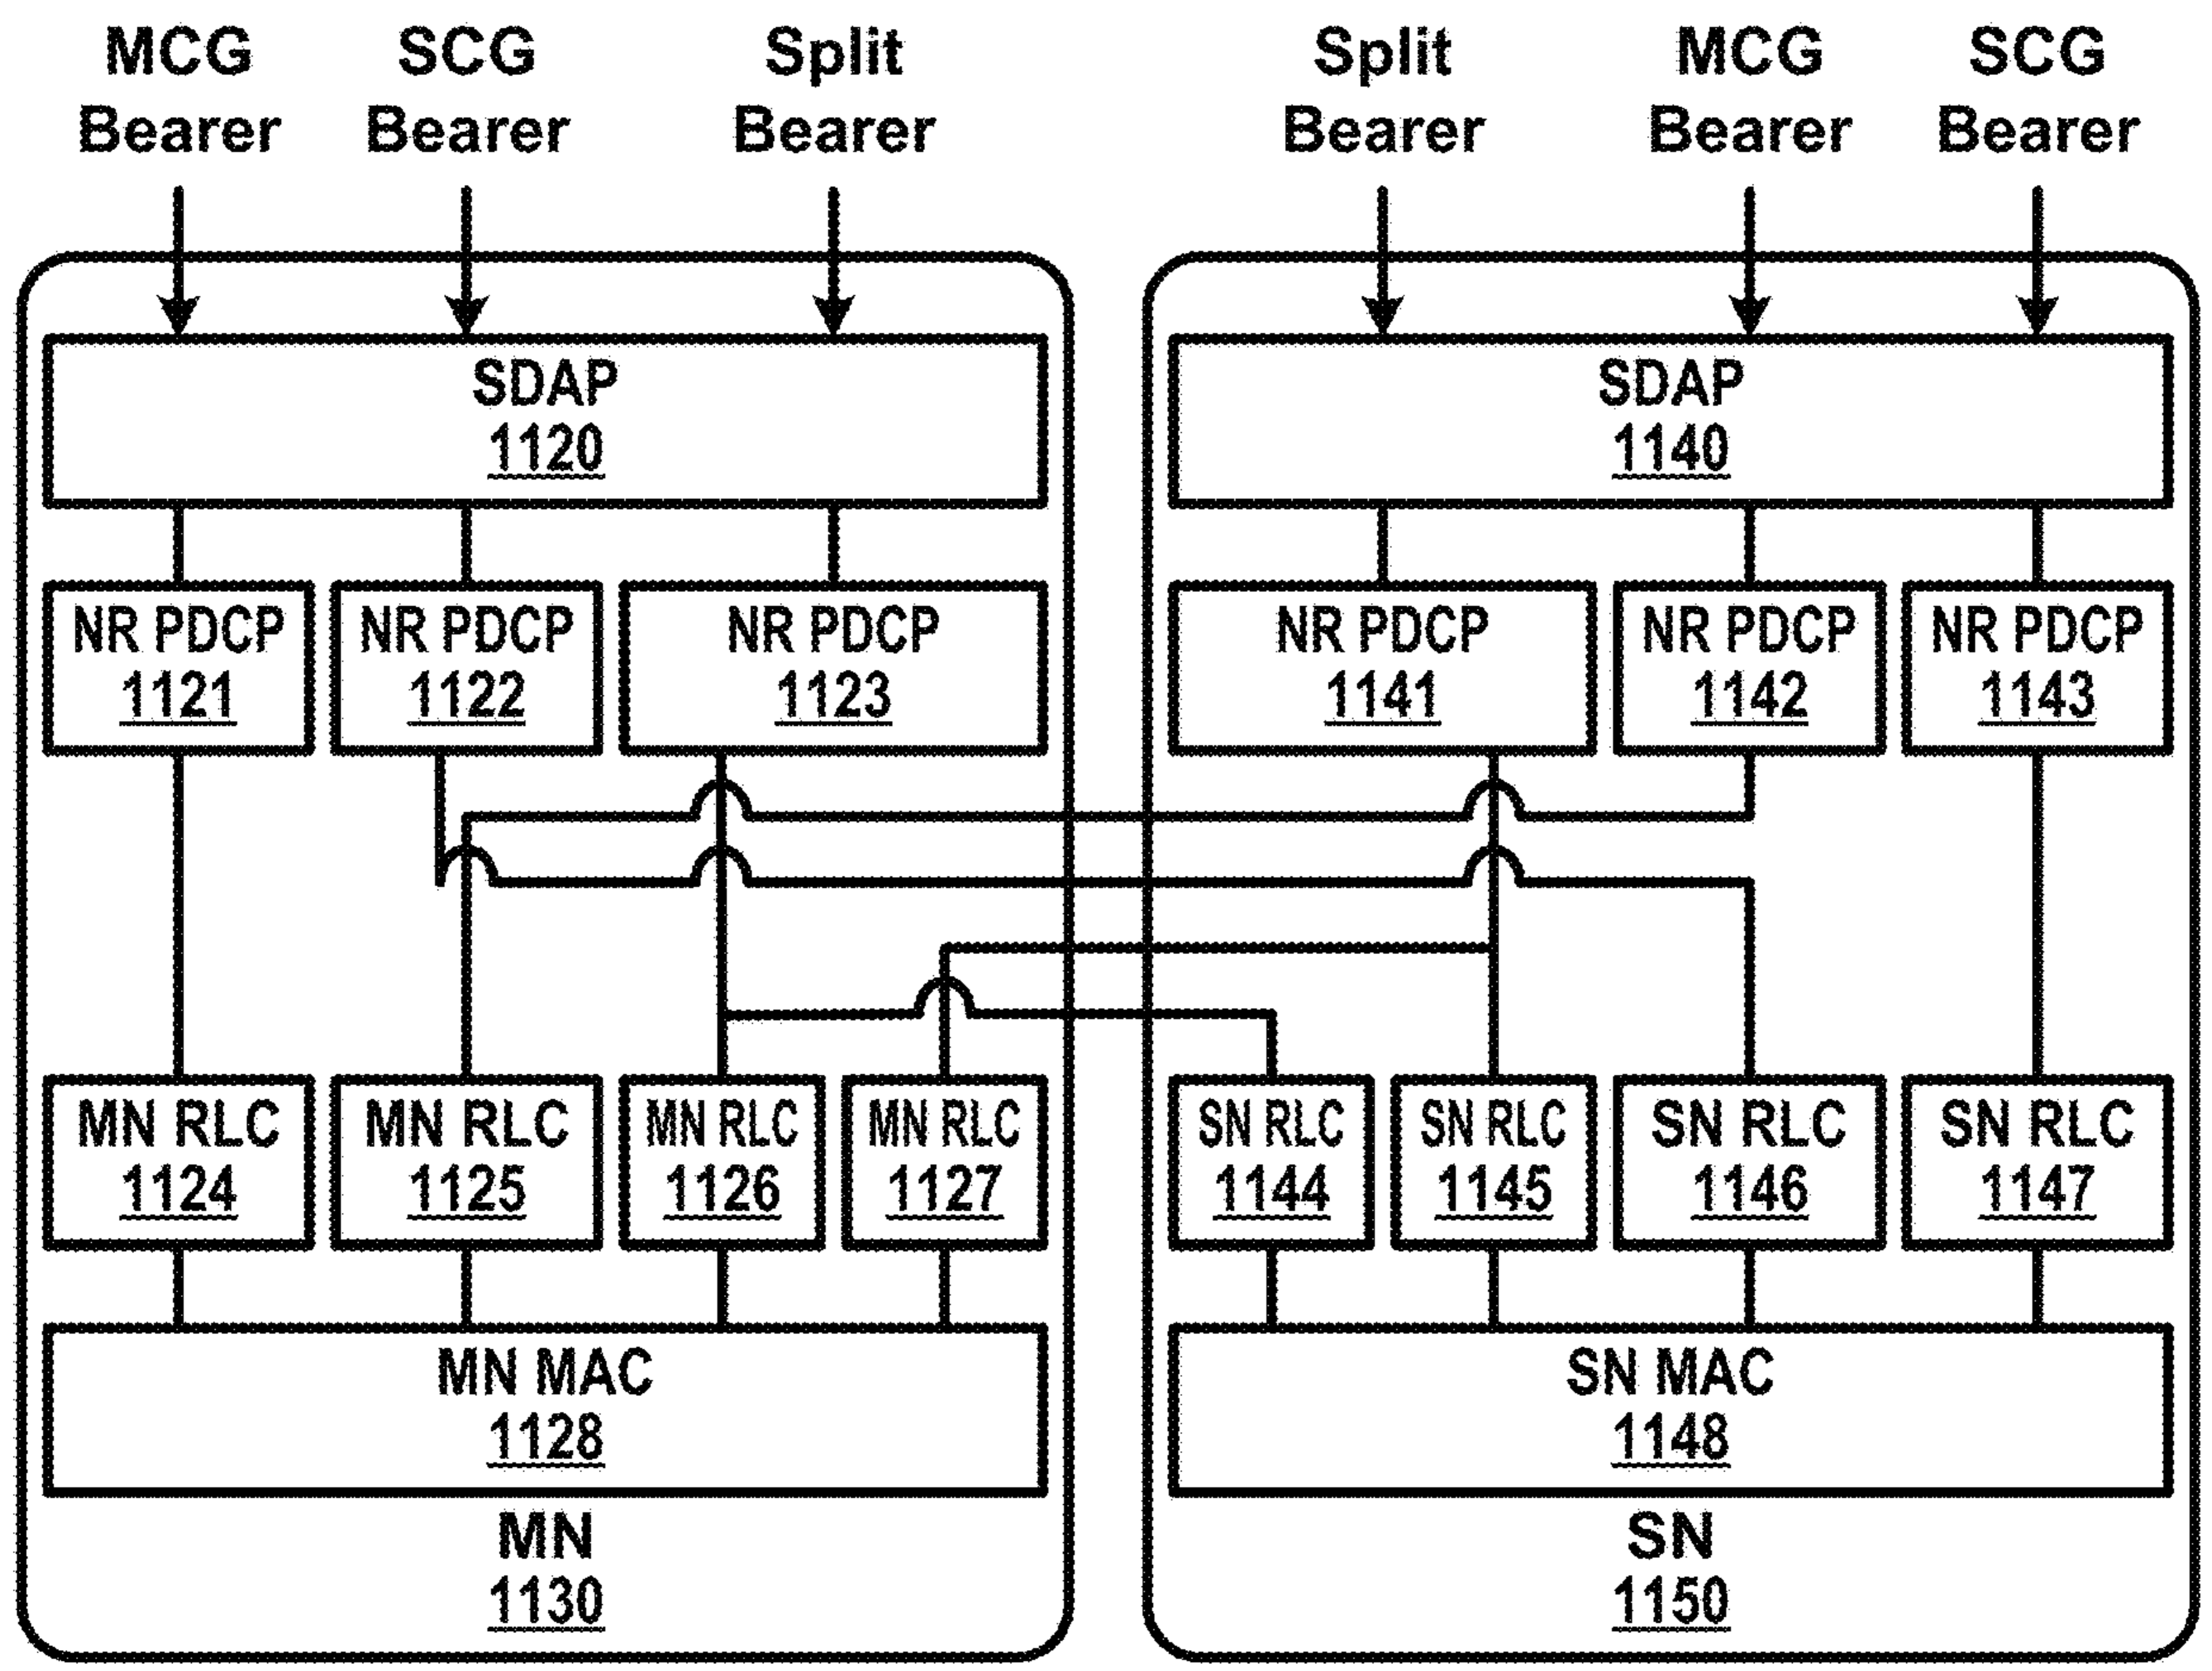 MCG
Bearer
SCG
Bearer
Split
Bearer
Split
Bearer
MCG
Bearer
SCG
Bearer
SDAP
1120
SDAP
1140
NR PDCP
1121
NR PDCP
1122
NR PDCP
1123
NR PDCP
1141
NR PDCP
1142
NR PDCP
1143
MN RLC
1124
MN RLC
1125
MN RLC
1126
MN RLC
1127
SN RLC
1144
SN RLC
1145
SN RLC
1146
SN RLC
1147
MN MAC
1128
SN MAC
1148
MN
1130
SN
1150